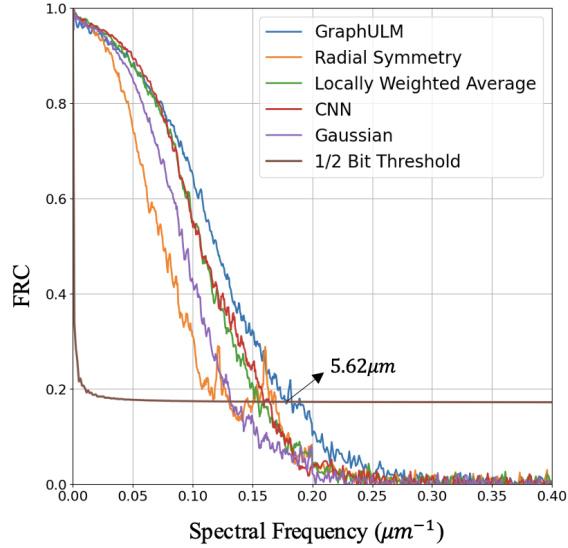 GraphULM
Radial Symmetry
Locally Weighted Average
CNN
Gaussian
1/2 Bit Threshold
1.0
0.8
0.6
0.4
0.2
0.0
FRC
5.62μm
0.00 0.05 0.10 0.15 0.20 0.25 0.30 0.35 0.40
Spectral Frequency (μm⁻¹)